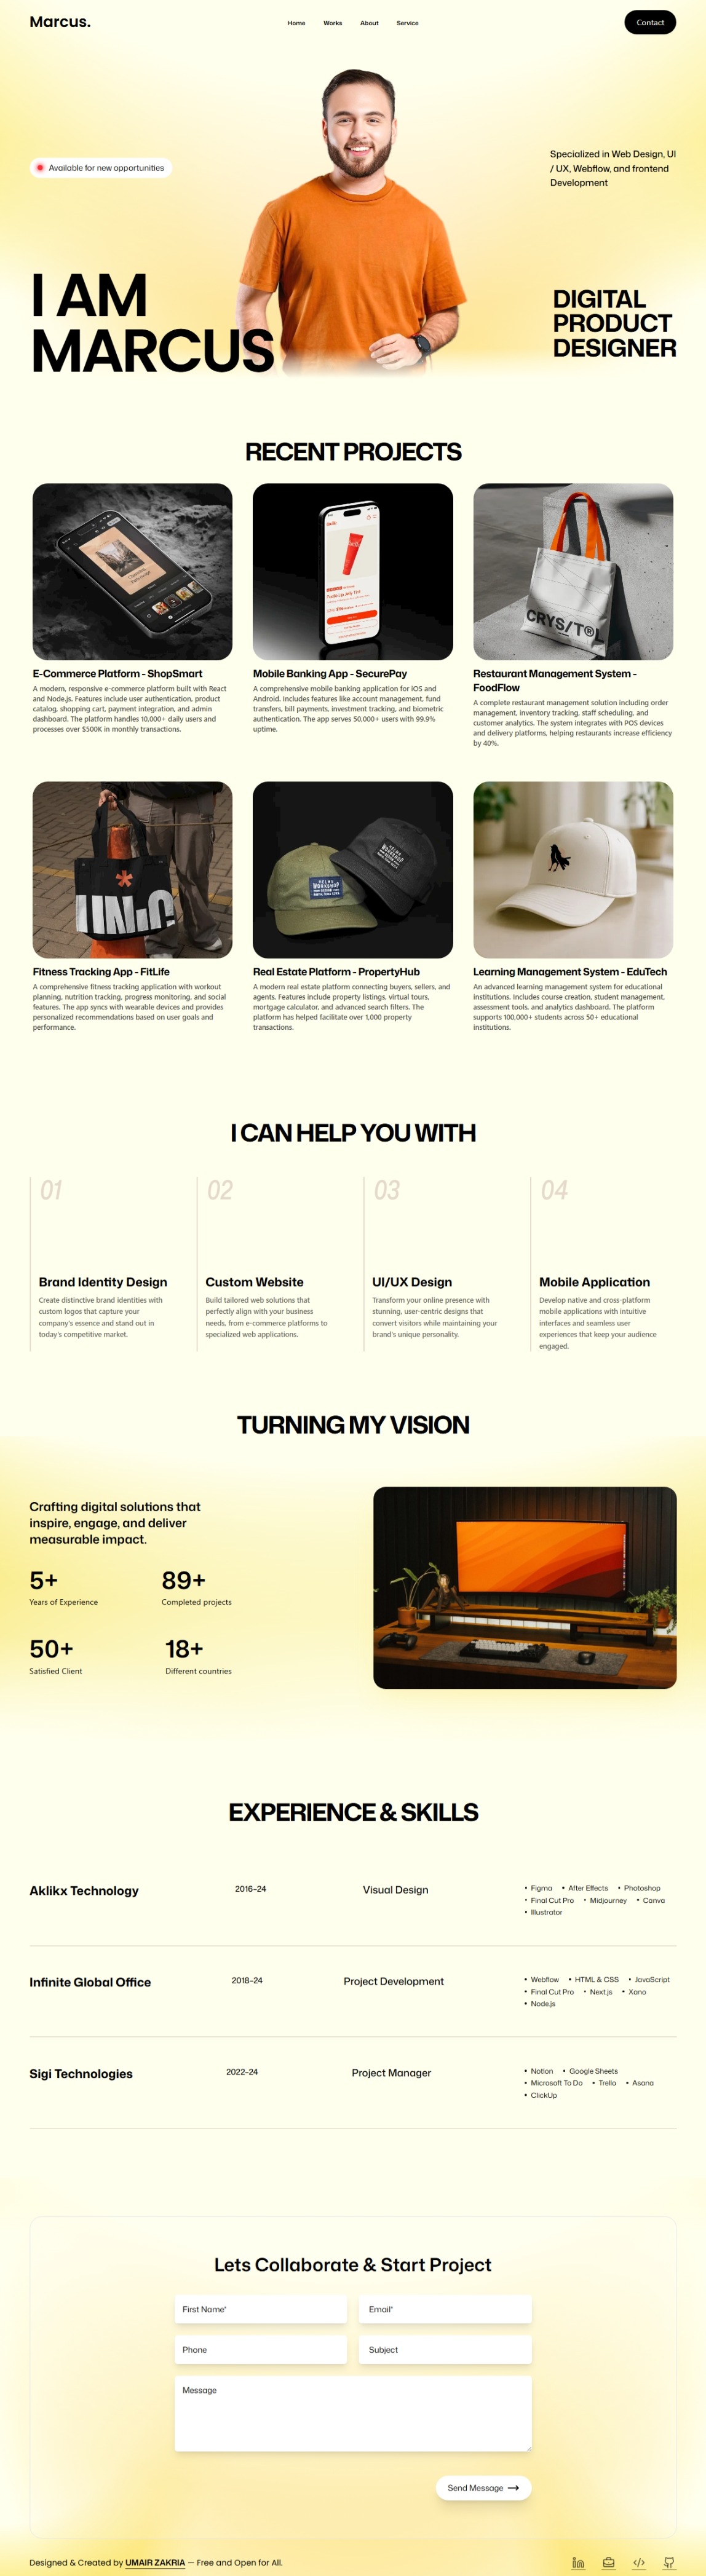 Marcus.
Home Works About Service
Contact
Available for new opportunities
Specialized in Web Design, UI
/ UX, Webflow, and frontend
Development
I AM
MARCUS
DIGITAL
PRODUCT
DESIGNER
RECENT PROJECTS
CRYS/T®L
E-Commerce Platform - ShopSmart
A modern, responsive e-commerce platform built with React
and Node.js. Features include user authentication, product
catalog, shopping cart, payment integration, and admin
dashboard. The platform handles 10,000+ daily users and
processes over $500K in monthly transactions.
Mobile Banking App - SecurePay
A comprehensive mobile banking application for iOS and
Android. Includes features like account management, fund
transfers, bill payments, investment tracking, and biometric
authentication. The app serves 50,000+ users with 99.9%
uptime.
Restaurant Management System -
FoodFlow
A complete restaurant management solution including order
management, inventory tracking, staff scheduling, and
customer analytics. The system integrates with POS devices
and delivery platforms, helping restaurants increase efficiency
by 40%.
WORKSHOP
Fitness Tracking App - FitLife
A comprehensive fitness tracking application with workout
planning, nutrition tracking, progress monitoring, and social
features. The app syncs with wearable devices and provides
personalized recommendations based on user goals and
performance.
Real Estate Platform - PropertyHub
A modern real estate platform connecting buyers, sellers, and
agents. Features include property listings, virtual tours,
mortgage calculator, and advanced search filters. The
platform has helped facilitate over 1,000 property
transactions.
Learning Management System - EduTech
An advanced learning management system for educational
institutions. Includes course creation, student management,
assessment tools, and analytics dashboard. The platform
supports 100,000+ students across 50+ educational
institutions.
I CAN HELP YOU WITH
01
Brand Identity Design
Create distinctive brand identities with
custom logos that capture your
company's essence and stand out in
today's competitive market.
02
Custom Website
Build tailored web solutions that
perfectly align with your business
needs, from e-commerce platforms to
specialized web applications.
03
UI/UX Design
Transform your online presence with
stunning, user-centric designs that
convert visitors while maintaining your
brand's unique personality.
04
Mobile Application
Develop native and cross-platform
mobile applications with intuitive
interfaces and seamless user
experiences that keep your audience
engaged.
TURNING MY VISION
Crafting digital solutions that
inspire, engage, and deliver
measurable impact.
5+
Years of Experience
89+
Completed projects
50+
Satisfied Client
18+
Different countries
EXPERIENCE & SKILLS
Aklikx Technology
2016–24
Visual Design
• Figma • After Effects • Photoshop
• Final Cut Pro • Midjourney • Canva
• Illustrator
Infinite Global Office
2018–24
Project Development
• Webflow • HTML & CSS • JavaScript
• Final Cut Pro • Next.js • Xano
• Node.js
Sigi Technologies
2022–24
Project Manager
• Notion • Google Sheets
• Microsoft To Do • Trello • Asana
• ClickUp
Lets Collaborate & Start Project
First Name*
Email*
Phone
Subject
Message
Send Message
Designed & Created by UMAIR ZAKRIA — Free and Open for All.